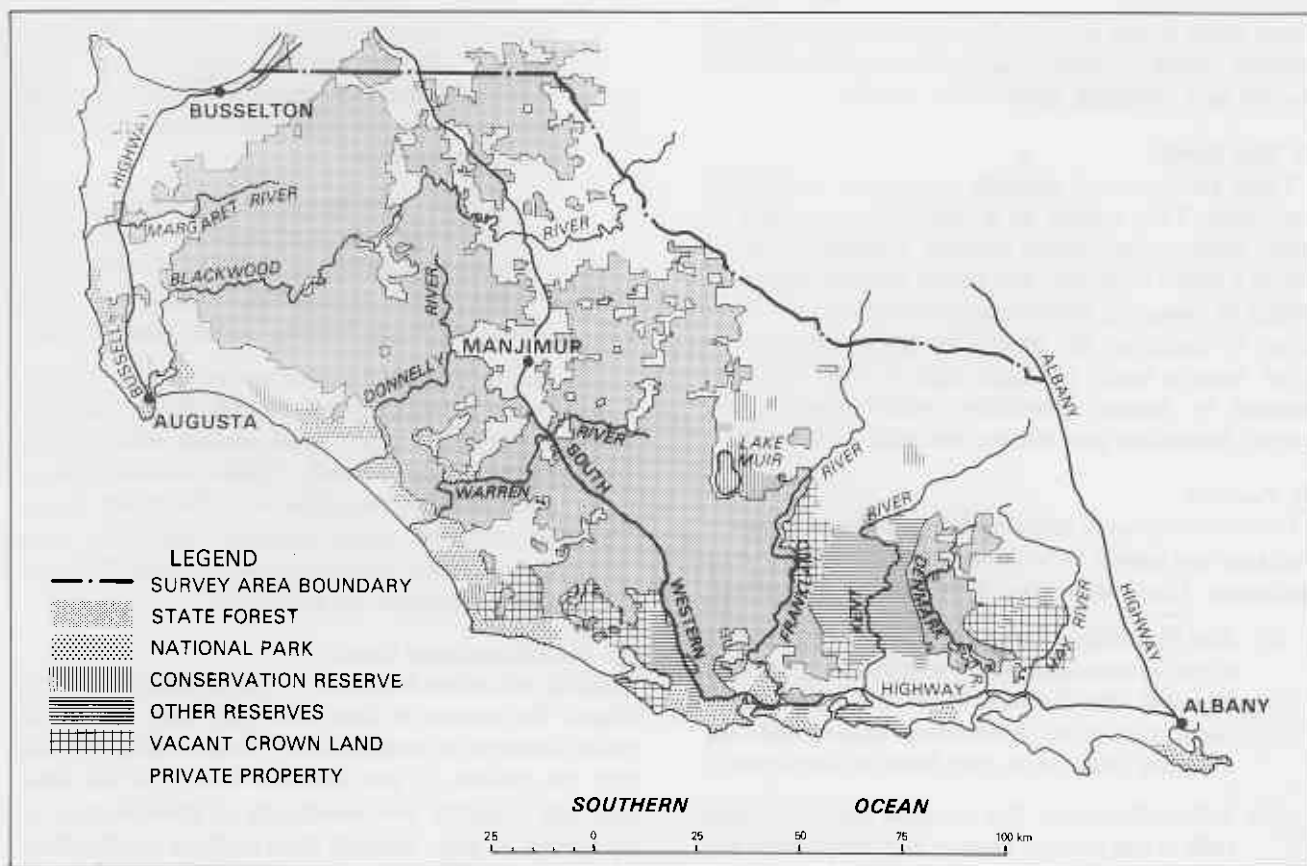 BUSSELTON
HIGHWAY
MARGARET RIVER
RIVER
BLACKWOOD
RIVER
BUSSELL
MANJIMUR
ALBANY
DONNELLY
AUGUSTA
RIVER
LAKE
MUIR
SOUTH
RIVER
WARREN
RIVER
LEGEND
SURVEY AREA BOUNDARY
STATE FOREST
NATIONAL PARK
CONSERVATION RESERVE
OTHER RESERVES
VACANT CROWN LAND
PRIVATE PROPERTY
WESTERN
FRANKLAND
KENT
DENMARK
RIVER
HAY
RIVER
HIGHWAY
HIGHWAY
ALBANY
SOUTHERN OCEAN
25 0 25 50 75 100 km